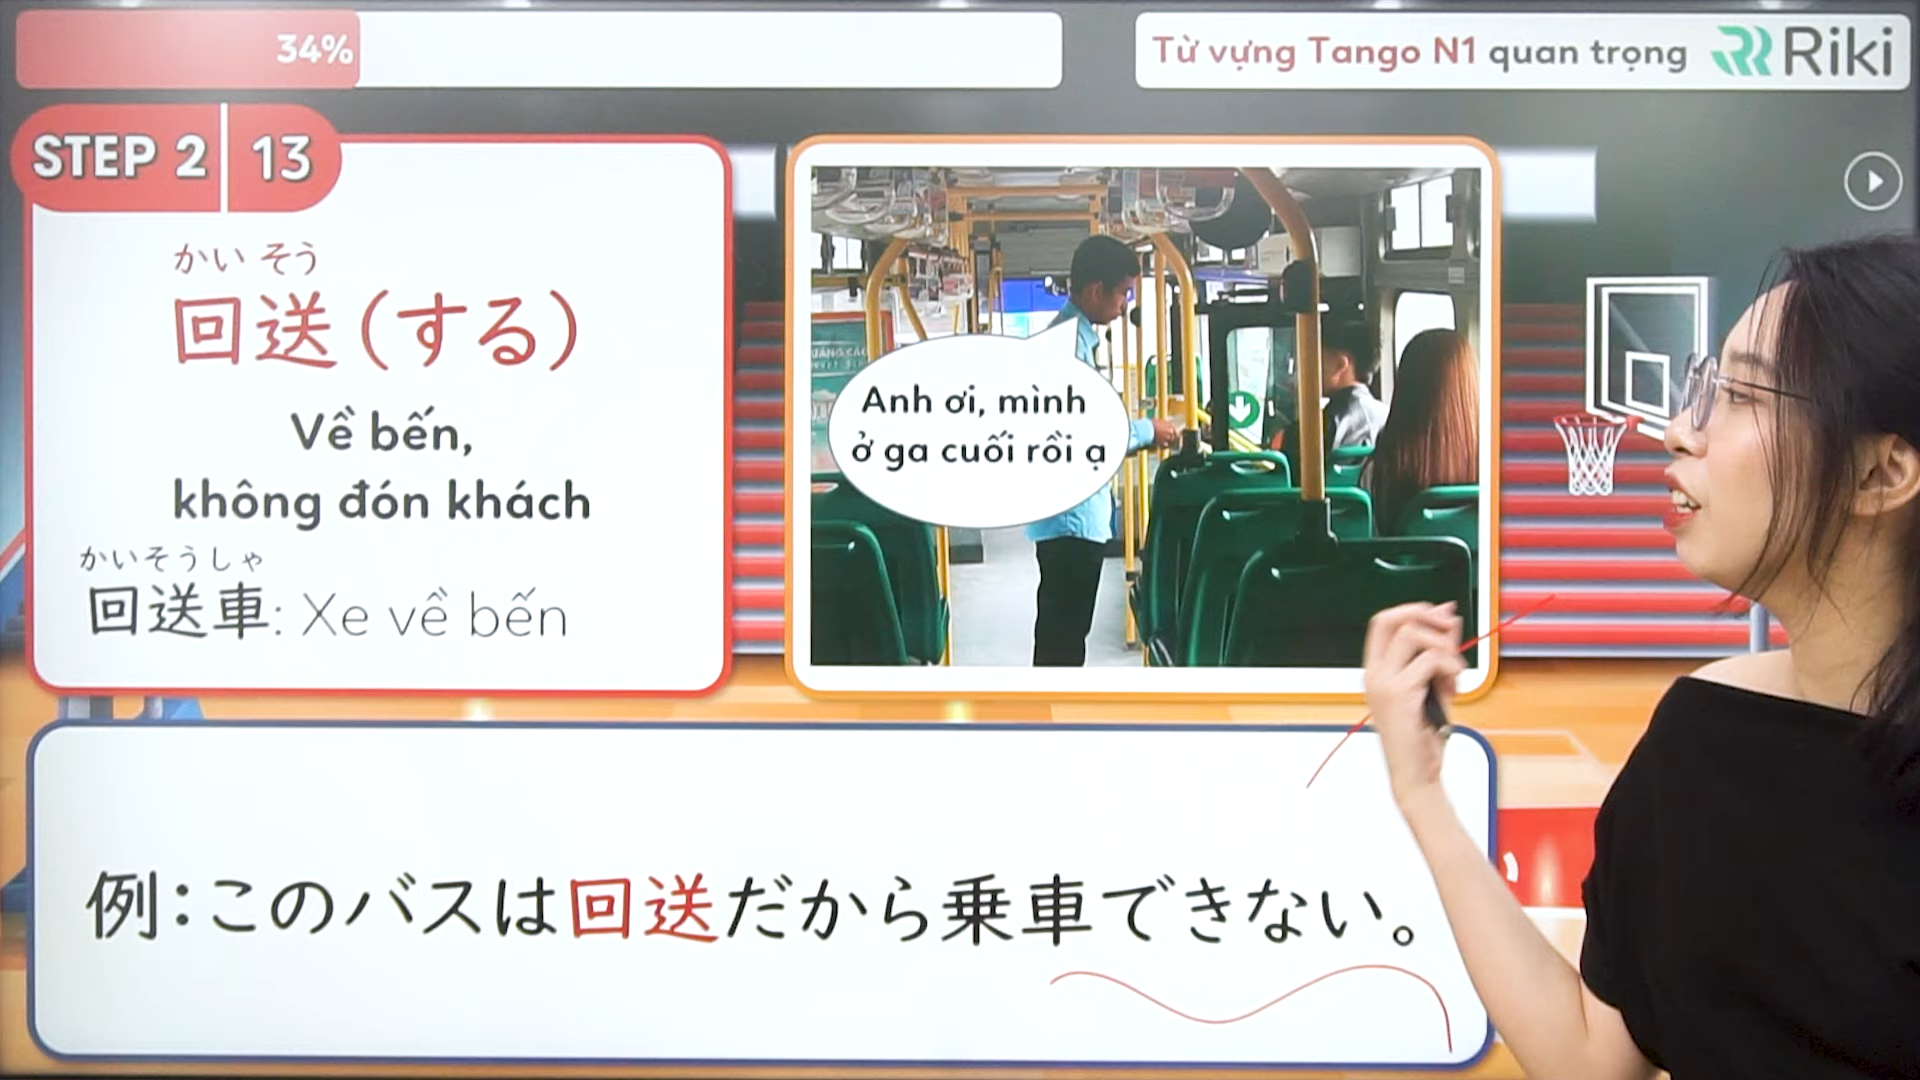 34%
Từ vựng Tango N1 quan trọng
Riki
STEP 2 13
かい そう
回送(する)
Về bến,
không đón khách
かいそうしゃ
回送車: Xe về bến
Anh ơi, mình
ở ga cuối rồi ạ
例:このバスは回送だから乗車できない。